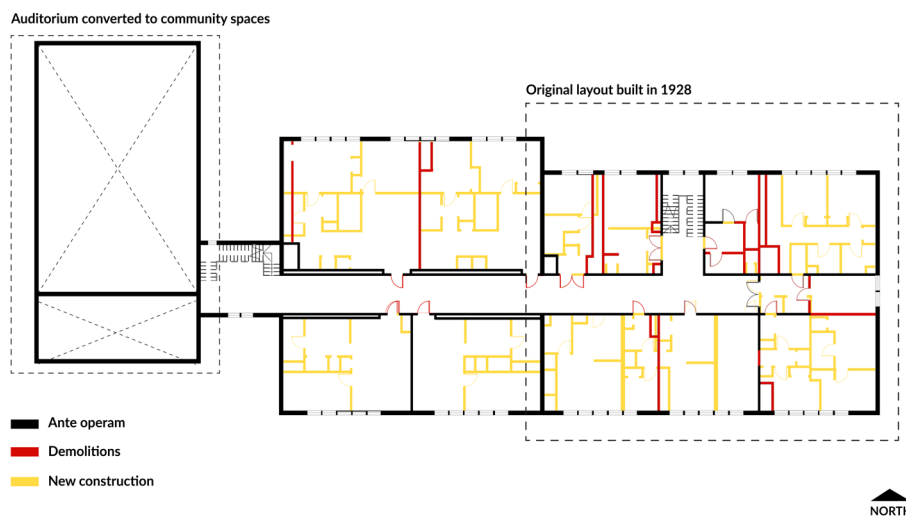 Auditorium converted to community spaces
Original layout built in 1928
Ante operam
Demolitions
New construction
NORTH